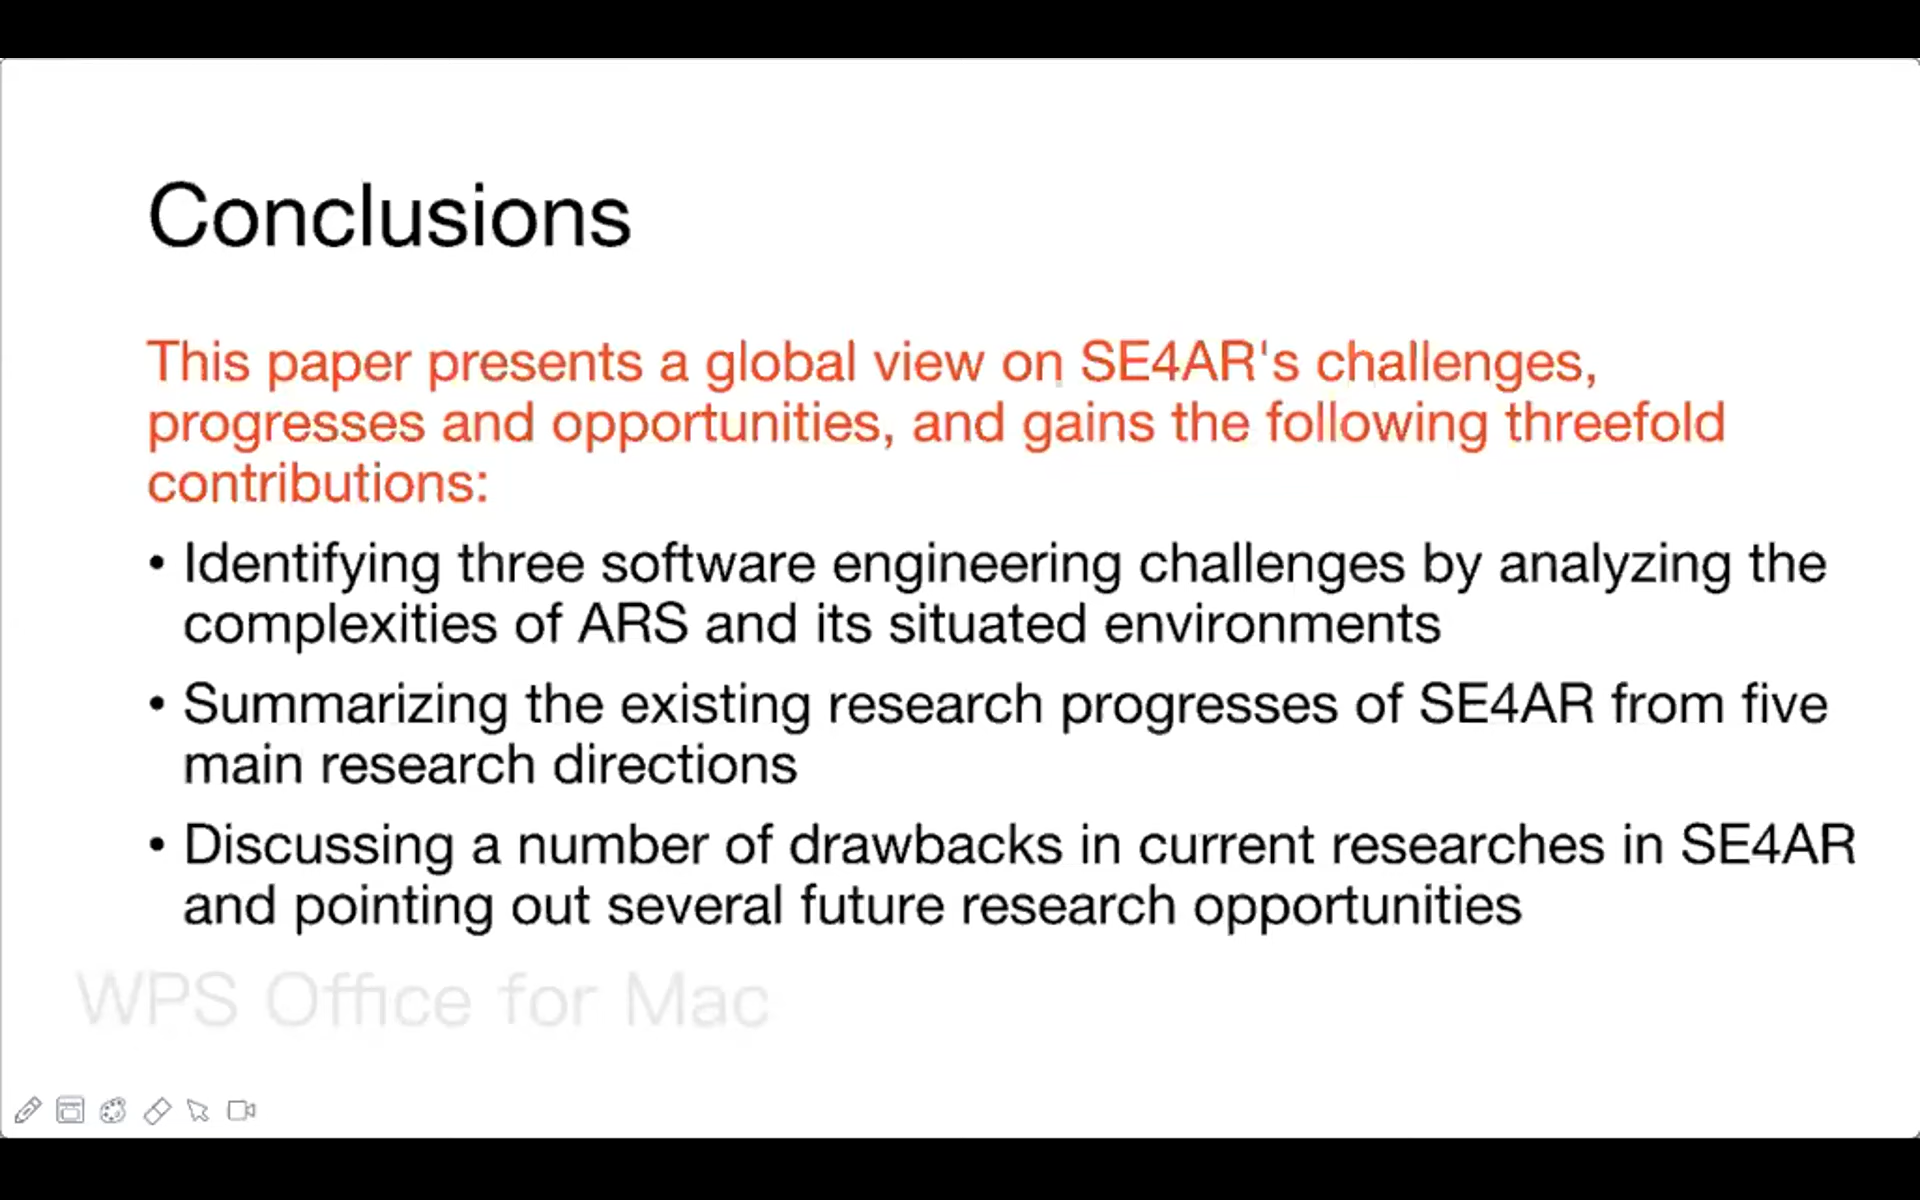 Conclusions
This paper presents a global view on SE4AR's challenges,
progresses and opportunities, and gains the following threefold
contributions:
• Identifying three software engineering challenges by analyzing the
complexities of ARS and its situated environments
• Summarizing the existing research progresses of SE4AR from five
main research directions
• Discussing a number of drawbacks in current researches in SE4AR
and pointing out several future research opportunities
WPS Office for Mac